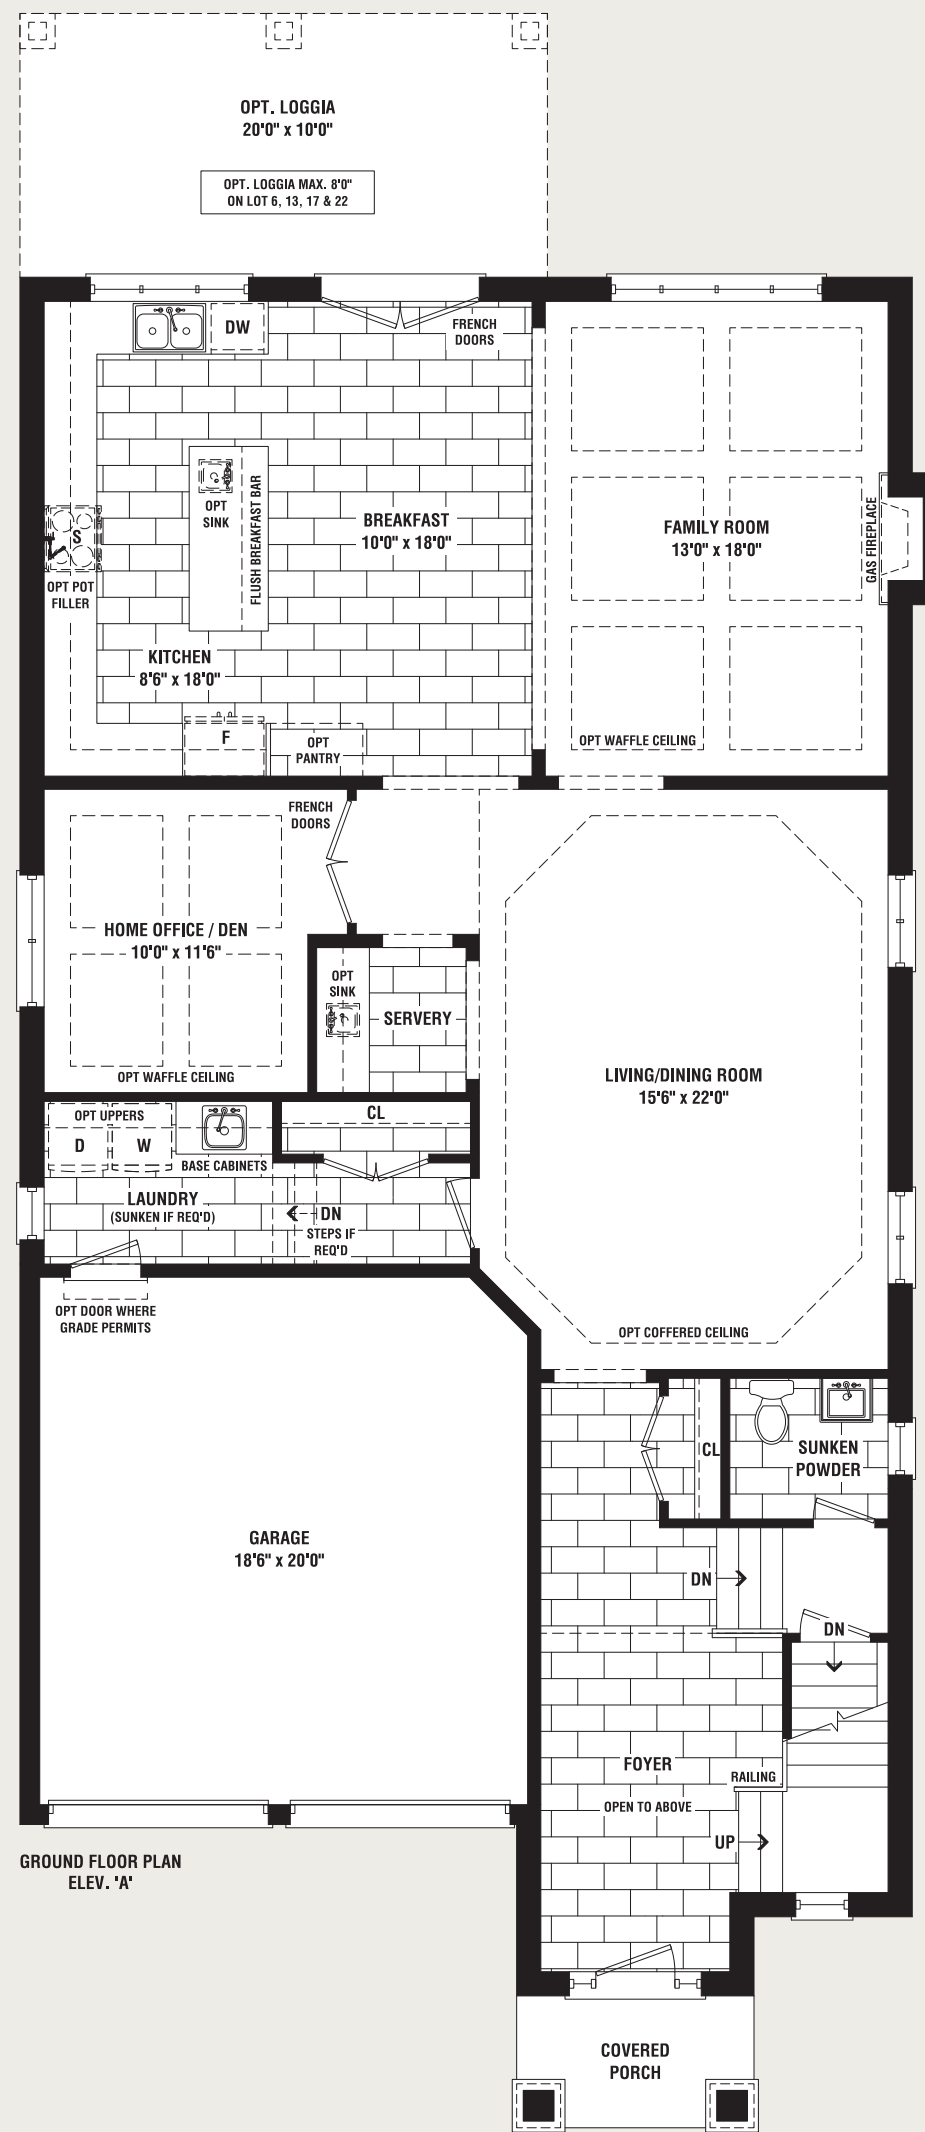 OPT. LOGGIA
20'0" x 10'0"
OPT. LOGGIA MAX. 8'0"
ON LOT 6, 13, 17 & 22
DW
FRENCH
DOORS
OPT
SINK
FLUSH BREAKFAST BAR
BREAKFAST
10'0" x 18'0"
FAMILY ROOM
13'0" x 18'0"
GAS FIREPLACE
S
OPT POT
FILLER
KITCHEN
8'6" x 18'0"
F
OPT
PANTRY
OPT WAFFLE CEILING
FRENCH
DOORS
HOME OFFICE / DEN
10'0" x 11'6"
OPT
SINK
SERVERY
OPT WAFFLE CEILING
LIVING/DINING ROOM
15'6" x 22'0"
OPT UPPERS
D
W
BASE CABINETS
CL
LAUNDRY
(SUNKEN IF REQ'D)
DN
STEPS IF
REQ'D
OPT DOOR WHERE
GRADE PERMITS
OPT COFFERED CEILING
CL
SUNKEN
POWDER
GARAGE
18'6" x 20'0"
DN
DN
FOYER
RAILING
OPEN TO ABOVE
UP
GROUND FLOOR PLAN
ELEV. 'A'
COVERED
PORCH